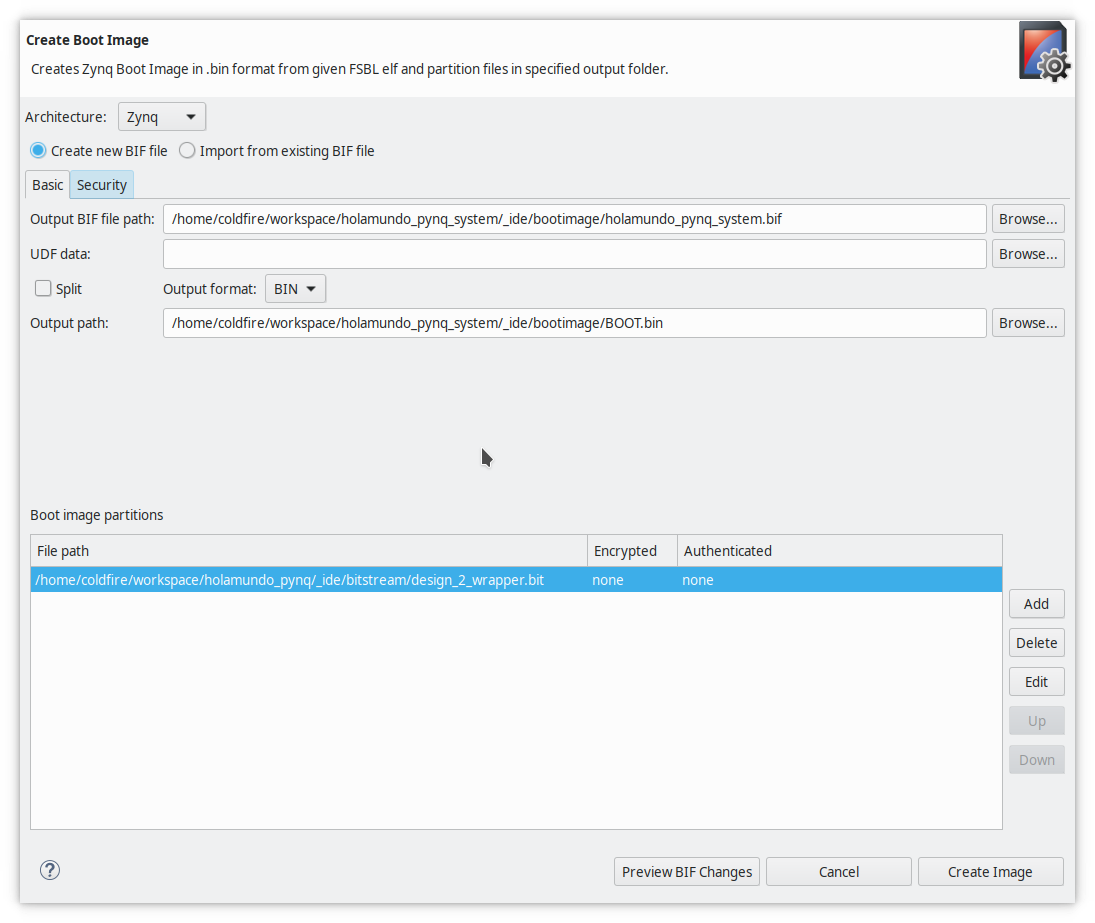 Create Boot Image
Creates Zynq Boot Image in .bin format from given FSBL elf and partition files in specified output folder.
Architecture: Zynq
Create new BIF file Import from existing BIF file
Basic Security
Output BIF file path: /home/coldfire/workspace/holamundo_pynq_system/_ide/bootimage/holamundo_pynq_system.bif Browse...
UDF data: Browse...
Split Output format: BIN
Output path: /home/coldfire/workspace/holamundo_pynq_system/_ide/bootimage/BOOT.bin Browse...
Boot image partitions
File path Encrypted Authenticated
/home/coldfire/workspace/holamundo_pynq/_ide/bitstream/design_2_wrapper.bit none none
Add
Delete
Edit
Up
Down
? Preview BIF Changes Cancel Create Image